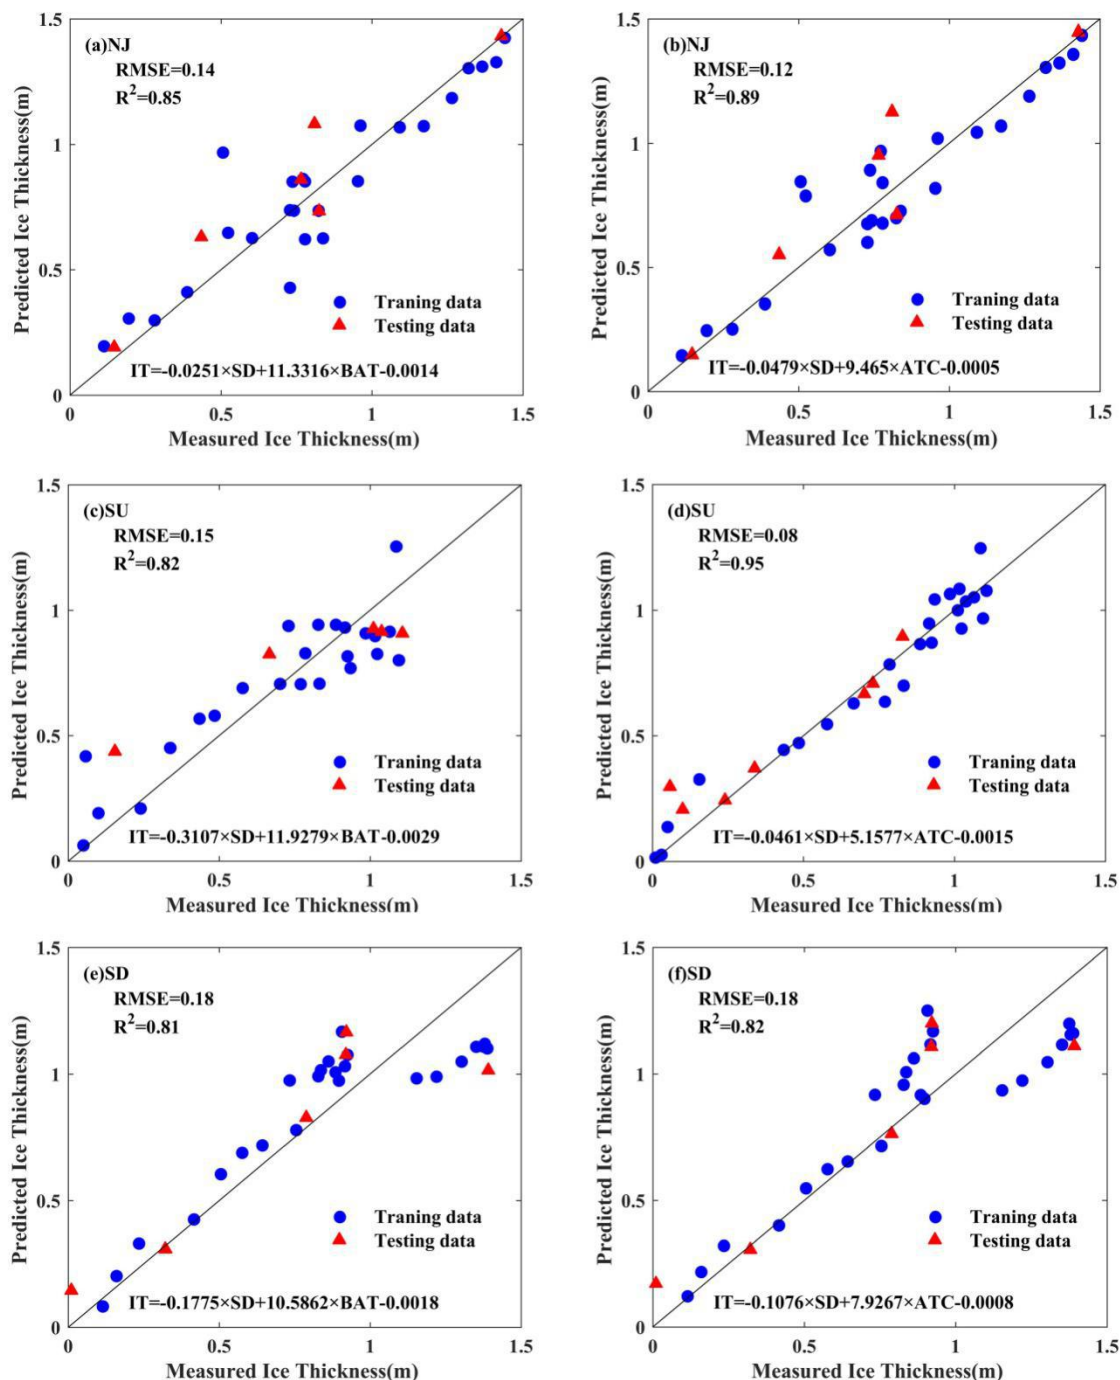 (a)NJ
RMSE=0.14
R²=0.85
Predicted Ice Thickness(m)
1.5
1
0.5
0
Traning data
Testing data
IT=-0.0251×SD+11.3316×BAT-0.0014
0
0.5
1
1.5
Measured Ice Thickness(m)
(b)NJ
RMSE=0.12
R²=0.89
Predicted Ice Thickness(m)
1.5
1
0.5
0
Traning data
Testing data
IT=-0.0479×SD+9.465×ATC-0.0005
0
0.5
1
1.5
Measured Ice Thickness(m)
(c)SU
RMSE=0.15
R²=0.82
Predicted Ice Thickness(m)
1.5
1
0.5
0
Traning data
Testing data
IT=-0.3107×SD+11.9279×BAT-0.0029
0
0.5
1
1.5
Measured Ice Thickness(m)
(d)SU
RMSE=0.08
R²=0.95
Predicted Ice Thickness(m)
1.5
1
0.5
0
Traning data
Testing data
IT=-0.0461×SD+5.1577×ATC-0.0015
0
0.5
1
1.5
Measured Ice Thickness(m)
(e)SD
RMSE=0.18
R²=0.81
Predicted Ice Thickness(m)
1.5
1
0.5
0
Traning data
Testing data
IT=-0.1775×SD+10.5862×BAT-0.0018
0
0.5
1
1.5
Measured Ice Thickness(m)
(f)SD
RMSE=0.18
R²=0.82
Predicted Ice Thickness(m)
1.5
1
0.5
0
Traning data
Testing data
IT=-0.1076×SD+7.9267×ATC-0.0008
0
0.5
1
1.5
Measured Ice Thickness(m)